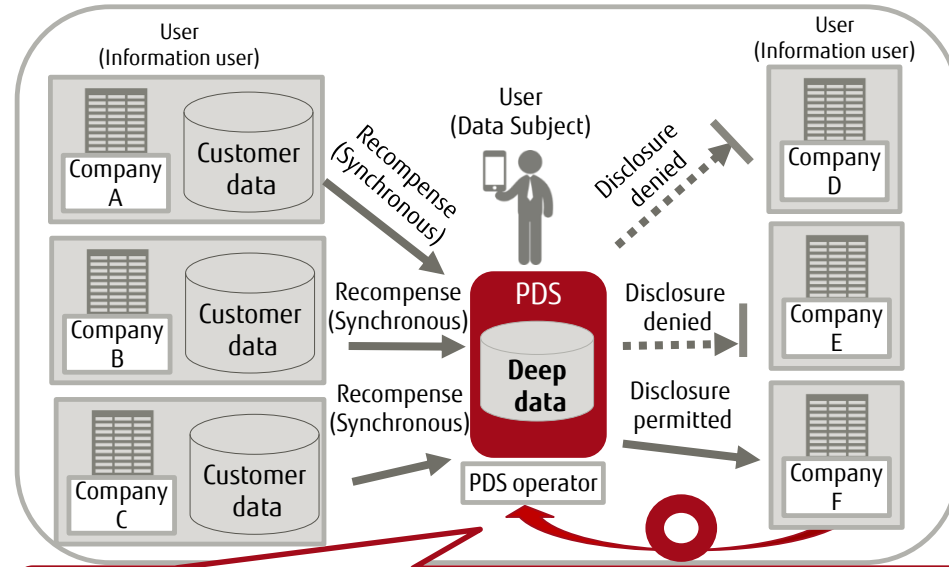 User
(Information user)
Company
A
Customer
data
Recompense
(Synchronous)
Company
B
Customer
data
Recompense
(Synchronous)
Company
C
Customer
data
Recompense
(Synchronous)
User
(Data Subject)
PDS
Deep
data
PDS operator
Disclosure
denied
Disclosure
denied
Disclosure
permitted
User
(Information user)
Company
D
Company
E
Company
F